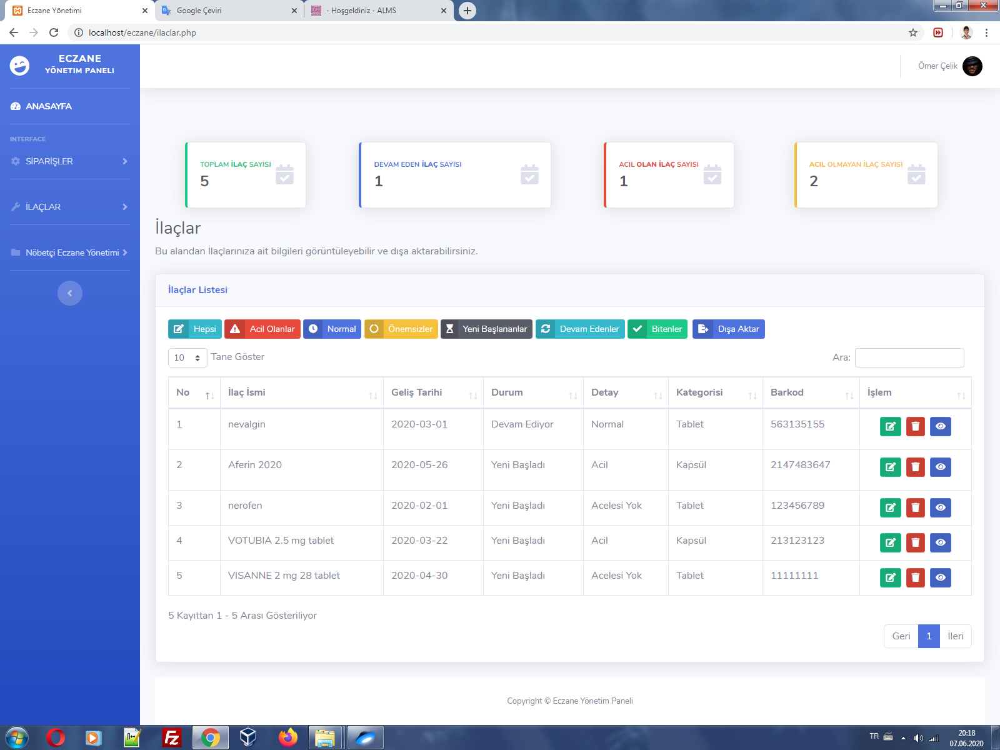 Eczane Yönetimi
Google Çeviri
- Hoşgeldiniz - ALMS
localhost/eczane/ilaclar.php
ECZANE
YÖNETIM PANELI
Ömer Çelik
ANASAYFA
INTERFACE
SİPARİŞLER
İLAÇLAR
Nöbetçi Eczane Yönetimi
TOPLAM İLAÇ SAYISI
5
DEVAM EDEN İLAÇ SAYISI
1
ACIL OLAN İLAÇ SAYISI
1
ACIL OLMAYAN İLAÇ SAYISI
2
İlaçlar
Bu alandan İlaçlarınıza ait bilgileri görüntüleyebilir ve dışa aktarabilirsiniz.
İlaçlar Listesi
Hepsi Acil Olanlar Normal Önemsizler Yeni Başlananlar Devam Edenler Bitenler Dışa Aktar
10 Tane Göster Ara:
No İlaç İsmi Geliş Tarihi Durum Detay Kategorisi Barkod İşlem
1 nevalgin 2020-03-01 Devam Ediyor Normal Tablet 563135155
2 Aferin 2020 2020-05-26 Yeni Başladı Acil Kapsül 2147483647
3 nerofen 2020-02-01 Yeni Başladı Acelesi Yok Tablet 123456789
4 VOTUBIA 2.5 mg tablet 2020-03-22 Yeni Başladı Acil Kapsül 213123123
5 VISANNE 2 mg 28 tablet 2020-04-30 Yeni Başladı Acelesi Yok Tablet 11111111
5 Kayıttan 1 - 5 Arası Gösteriliyor
Geri 1 İleri
Copyright © Eczane Yönetim Paneli
TR
20:18
07.06.2020